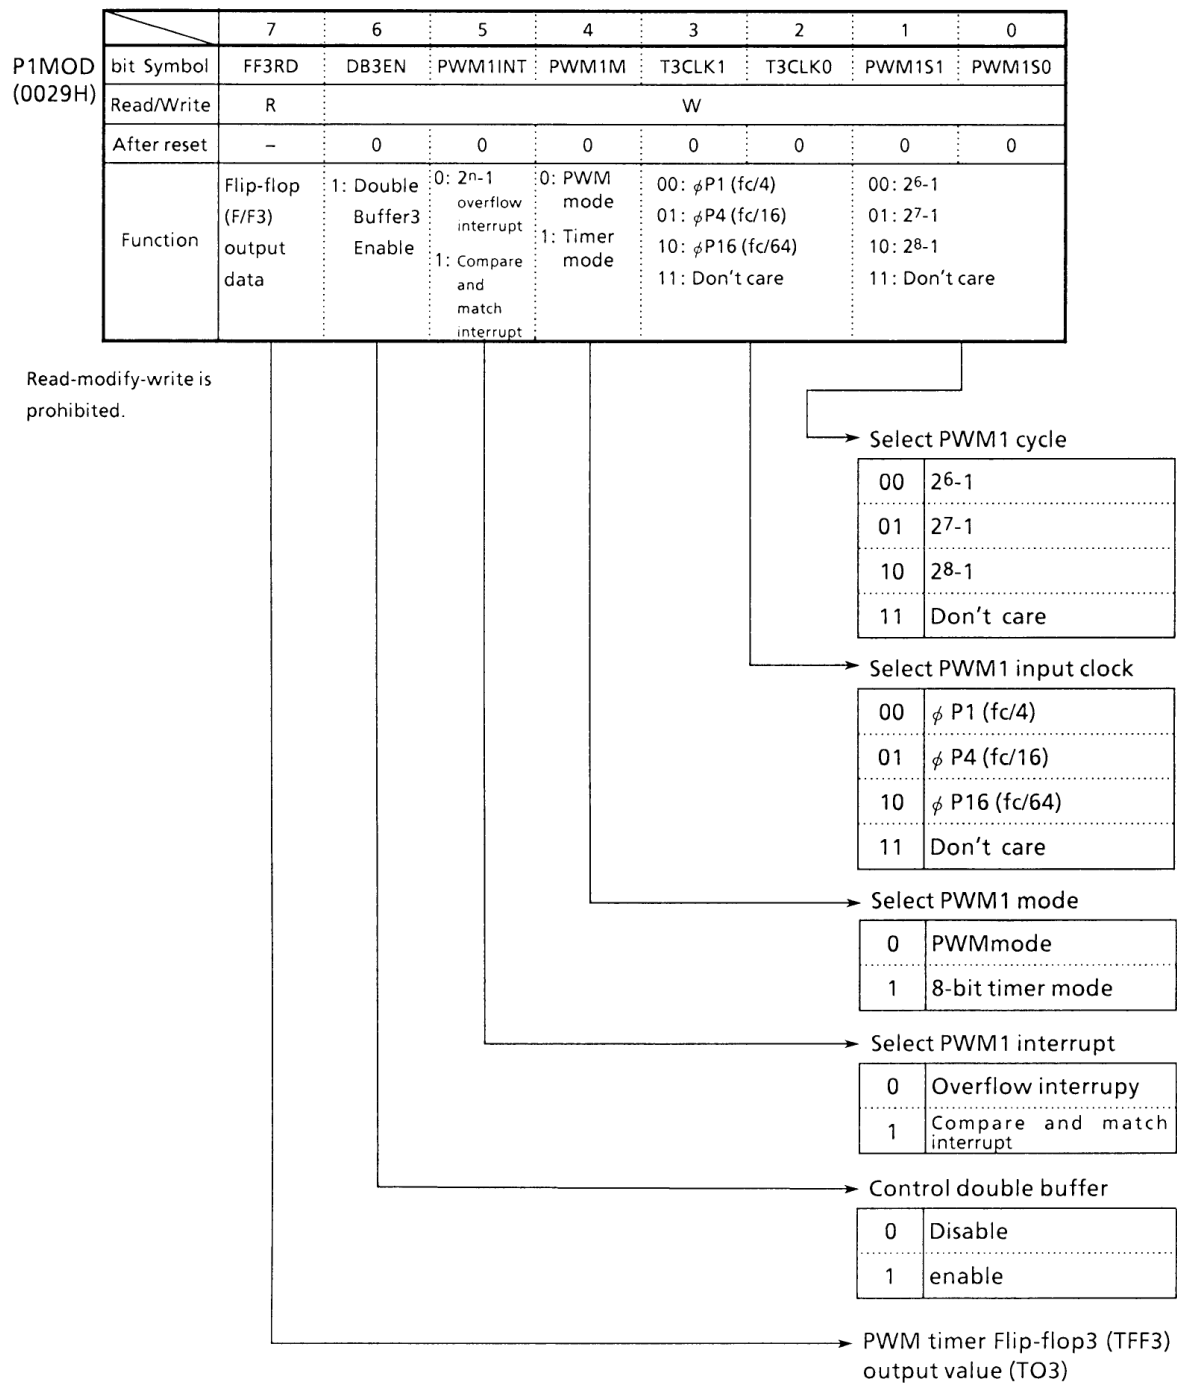 7 6 5 4 3 2 1 0
P1MOD (0029H)
bit Symbol FF3RD DB3EN PWM1INT PWM1M T3CLK1 T3CLK0 PWM1S1 PWM1S0
Read/Write R W
After reset – 0 0 0 0 0 0 0
Function
Flip-flop
(F/F3)
output
data
1: Double
Buffer3
Enable
0: 2ⁿ-1
overflow
interrupt
1: Compare
and
match
interrupt
0: PWM
mode
1: Timer
mode
00: ϕP1 (fc/4)
01: ϕP4 (fc/16)
10: ϕP16 (fc/64)
11: Don't care
00: 2⁶-1
01: 2⁷-1
10: 2⁸-1
11: Don't care
Read-modify-write is
prohibited.
Select PWM1 cycle
00 2⁶-1
01 2⁷-1
10 2⁸-1
11 Don't care
Select PWM1 input clock
00 ϕ P1 (fc/4)
01 ϕ P4 (fc/16)
10 ϕ P16 (fc/64)
11 Don't care
Select PWM1 mode
0 PWMmode
1 8-bit timer mode
Select PWM1 interrupt
0 Overflow interrupy
1 Compare and match
interrupt
Control double buffer
0 Disable
1 enable
PWM timer Flip-flop3 (TFF3)
output value (TO3)